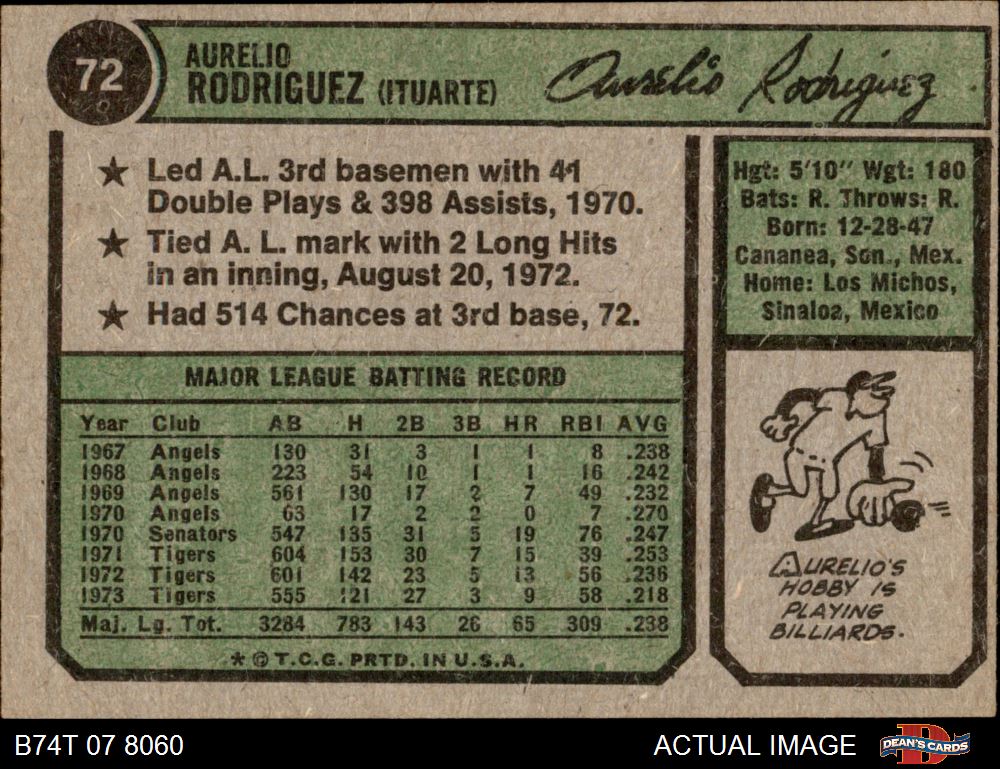 72
AURELIO
RODRIGUEZ (ITUARTE)
Aurelio Rodriguez
★ Led A.L. 3rd basemen with 41
Double Plays & 398 Assists, 1970.
★ Tied A. L. mark with 2 Long Hits
in an inning, August 20, 1972.
★ Had 514 Chances at 3rd base, 72.
Hgt: 5'10" Wgt: 180
Bats: R. Throws: R.
Born: 12-28-47
Cananea, Son., Mex.
Home: Los Michos,
Sinaloa, Mexico
MAJOR LEAGUE BATTING RECORD
Year Club AB H 2B 3B HR RBI AVG
1967 Angels 130 31 3 1 1 8 .238
1968 Angels 223 54 10 1 1 16 .242
1969 Angels 561 130 17 2 7 49 .232
1970 Angels 63 17 2 2 0 7 .270
1970 Senators 547 135 31 5 19 76 .247
1971 Tigers 604 153 30 7 15 39 .253
1972 Tigers 601 142 23 5 13 56 .236
1973 Tigers 555 121 27 3 9 58 .218
Maj. Lg. Tot. 3284 783 143 26 65 309 .238
* © T.C.G. PRTD. IN U.S.A.
AURELIO'S
HOBBY IS
PLAYING
BILLIARDS.
B74T 07 8060
ACTUAL IMAGE
DEAN'S CARDS